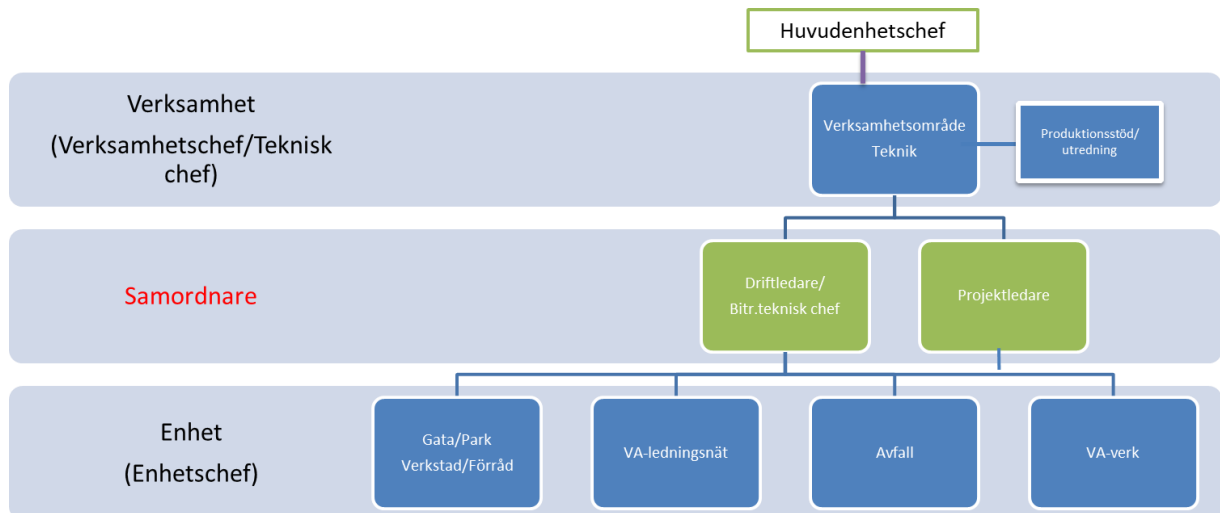 Huvudenhetschef
Verksamhet
(Verksamhetschef/Teknisk
chef)
Verksamhetsområde
Teknik
Produktionsstöd/
utredning
Samordnare
Driftledare/
Bitr.teknisk chef
Projektledare
Enhet
(Enhetschef)
Gata/Park
Verkstad/Förråd
VA-ledningsnät
Avfall
VA-verk